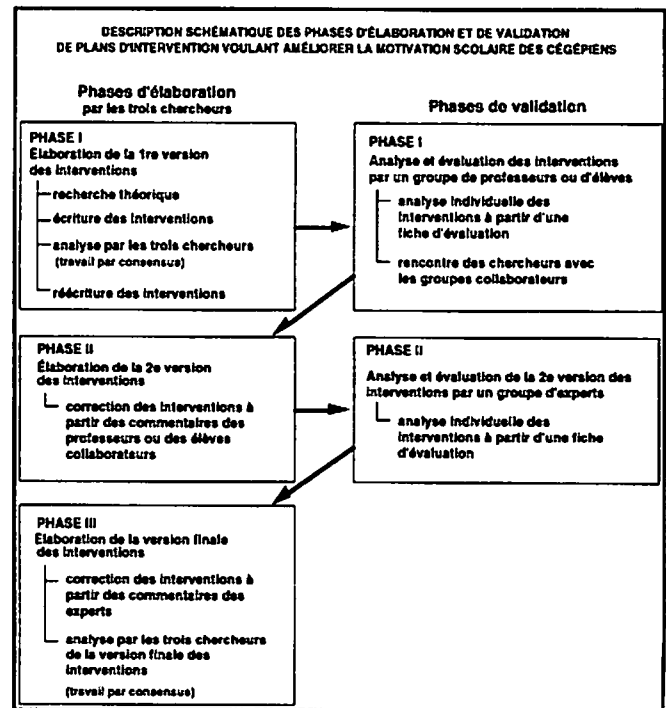 DESCRIPTION SCHÉMATIQUE DES PHASES D'ÉLABORATION ET DE VALIDATION
DE PLANS D'INTERVENTION VOULANT AMÉLIORER LA MOTIVATION SCOLAIRE DES CÉGÉPIENS
Phases d'élaboration
par les trois chercheurs
PHASE I
Élaboration de la 1re version
des interventions
recherche théorique
écriture des interventions
analyse par les trois chercheurs
(travail par consensus)
réécriture des interventions
Phases de validation
PHASE I
Analyse et évaluation des interventions
par un groupe de professeurs ou d'élèves
analyse individuelle des
interventions à partir d'une
fiche d'évaluation
rencontre des chercheurs avec
les groupes collaborateurs
PHASE II
Élaboration de la 2e version
des interventions
correction des interventions à
partir des commentaires des
professeurs ou des élèves
collaborateurs
PHASE II
Analyse et évaluation de la 2e version des
interventions par un groupe d'experts
analyse individuelle des
interventions à partir d'une fiche
d'évaluation
PHASE III
Élaboration de la version finale
des interventions
correction des interventions à
partir des commentaires des
experts
analyse par les trois chercheurs
de la version finale des
interventions
(travail par consensus)